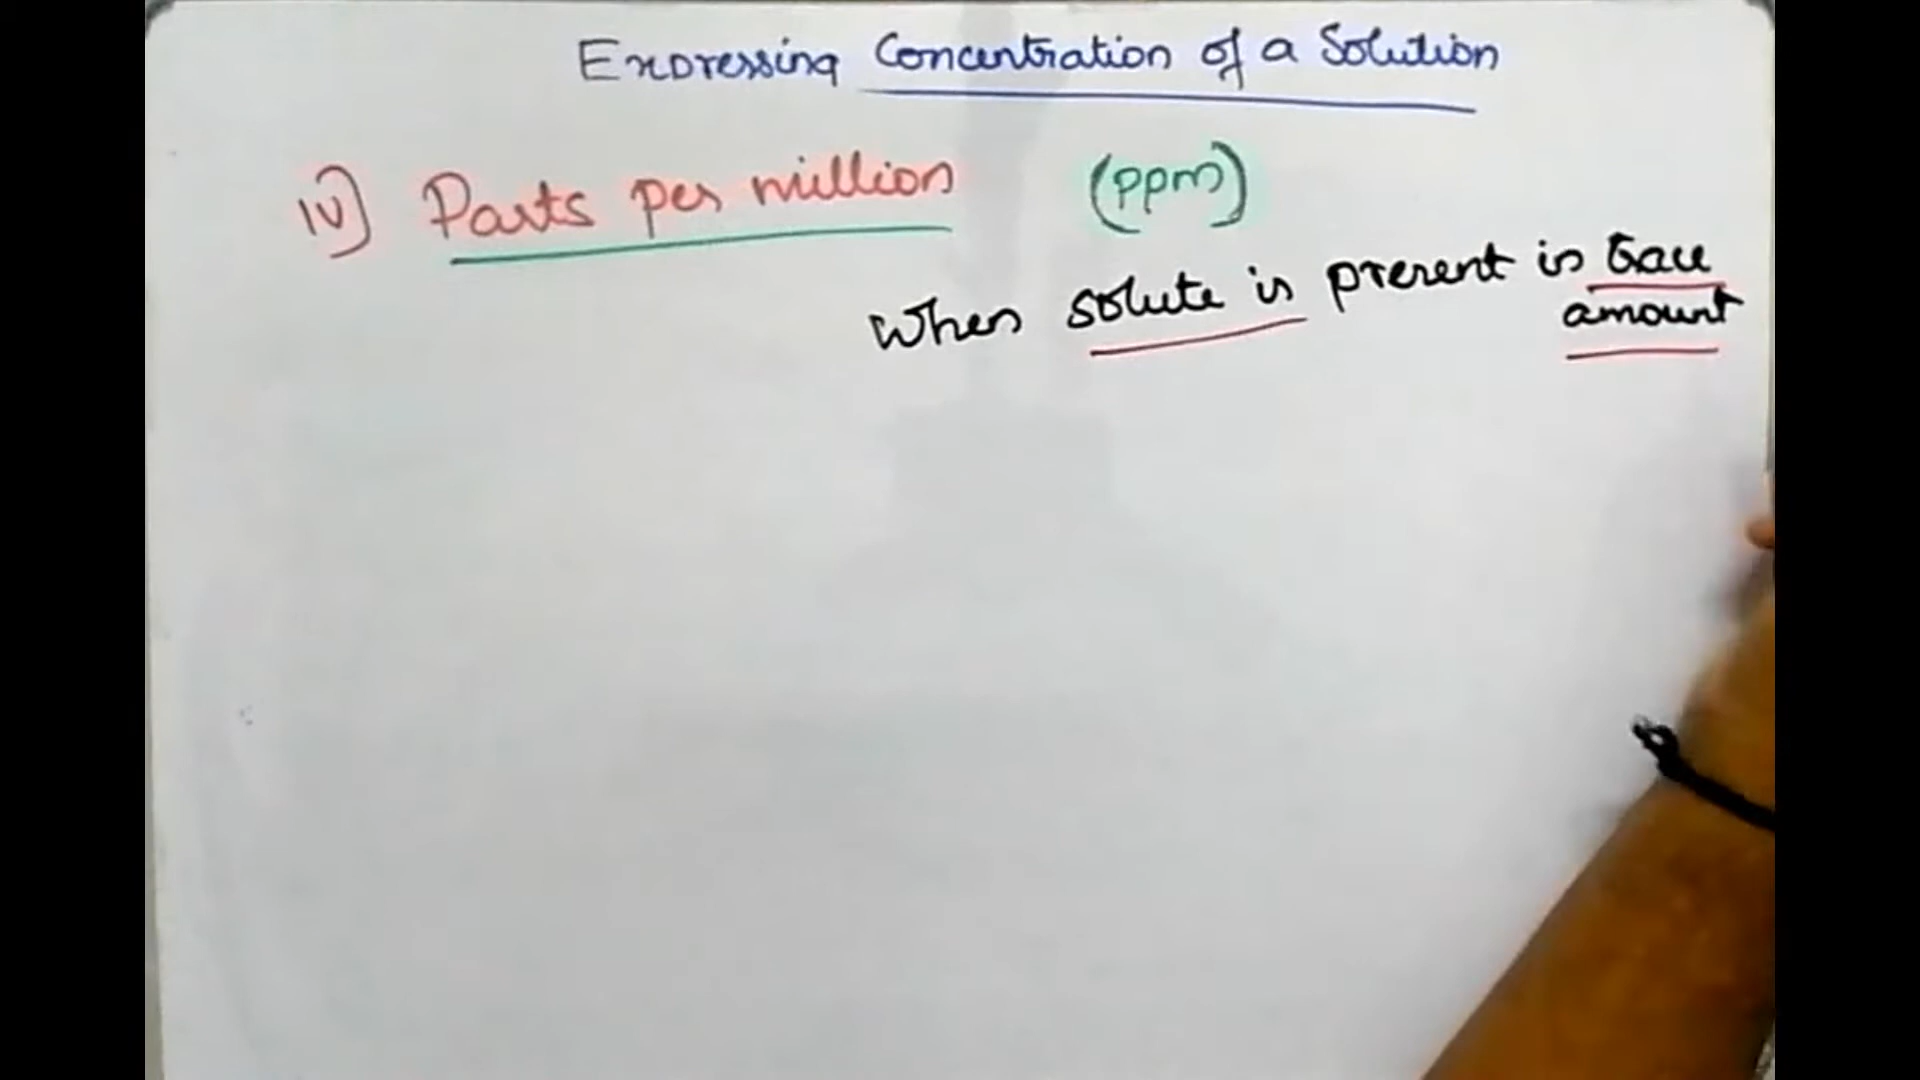 Expressing Concentration of a Solution
iv) Parts per million (ppm)
When solute is present in trace
amount